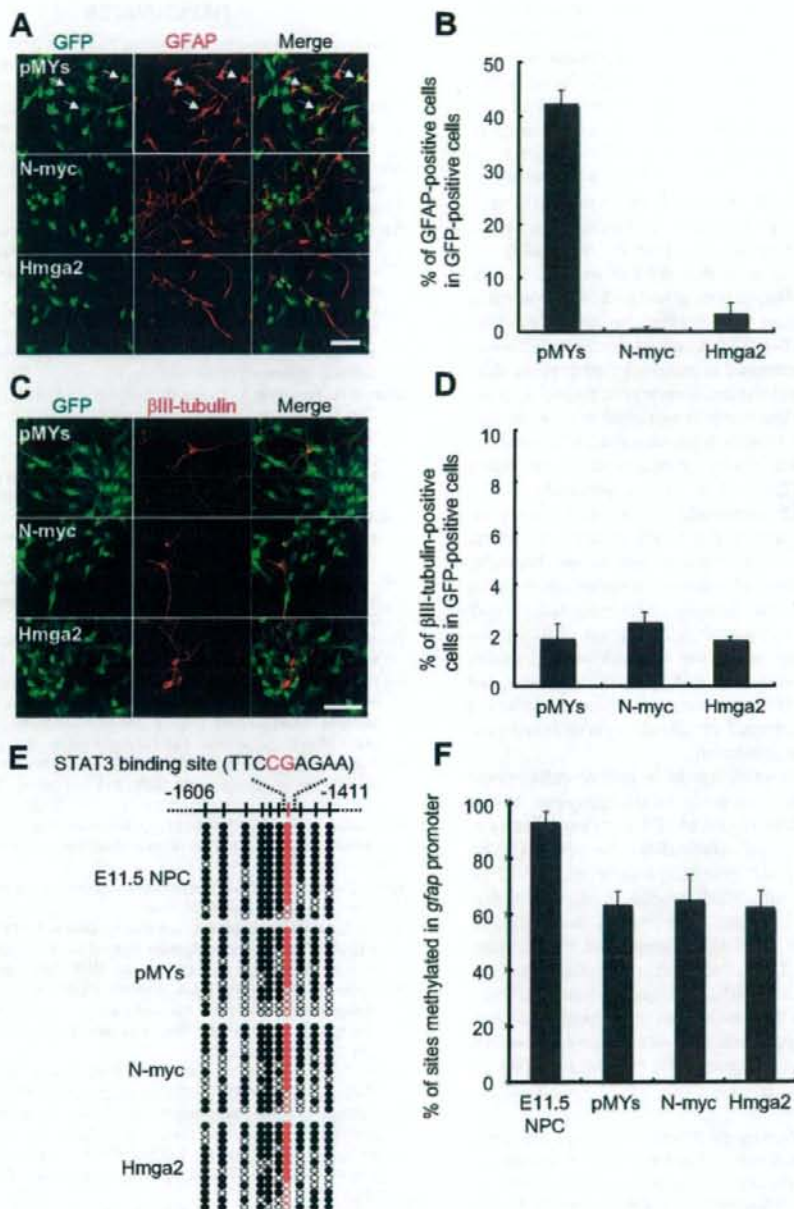 A
GFP GFAP Merge
pMYs
N-myc
Hmga2
B
% of GFAP-positive cells
in GFP-positive cells
50
40
30
20
10
0
pMYs N-myc Hmga2
C
GFP βIII-tubulin Merge
pMYs
N-myc
Hmga2
D
% of βIII-tubulin-positive
cells in GFP-positive cells
10
8
6
4
2
0
pMYs N-myc Hmga2
E
STAT3 binding site (TTCCGAGAA)
-1606 -1411
E11.5 NPC
pMYs
N-myc
Hmga2
F
% of sites methylated in gfap promoter
100
80
60
40
20
0
E11.5 NPC pMYs N-myc Hmga2